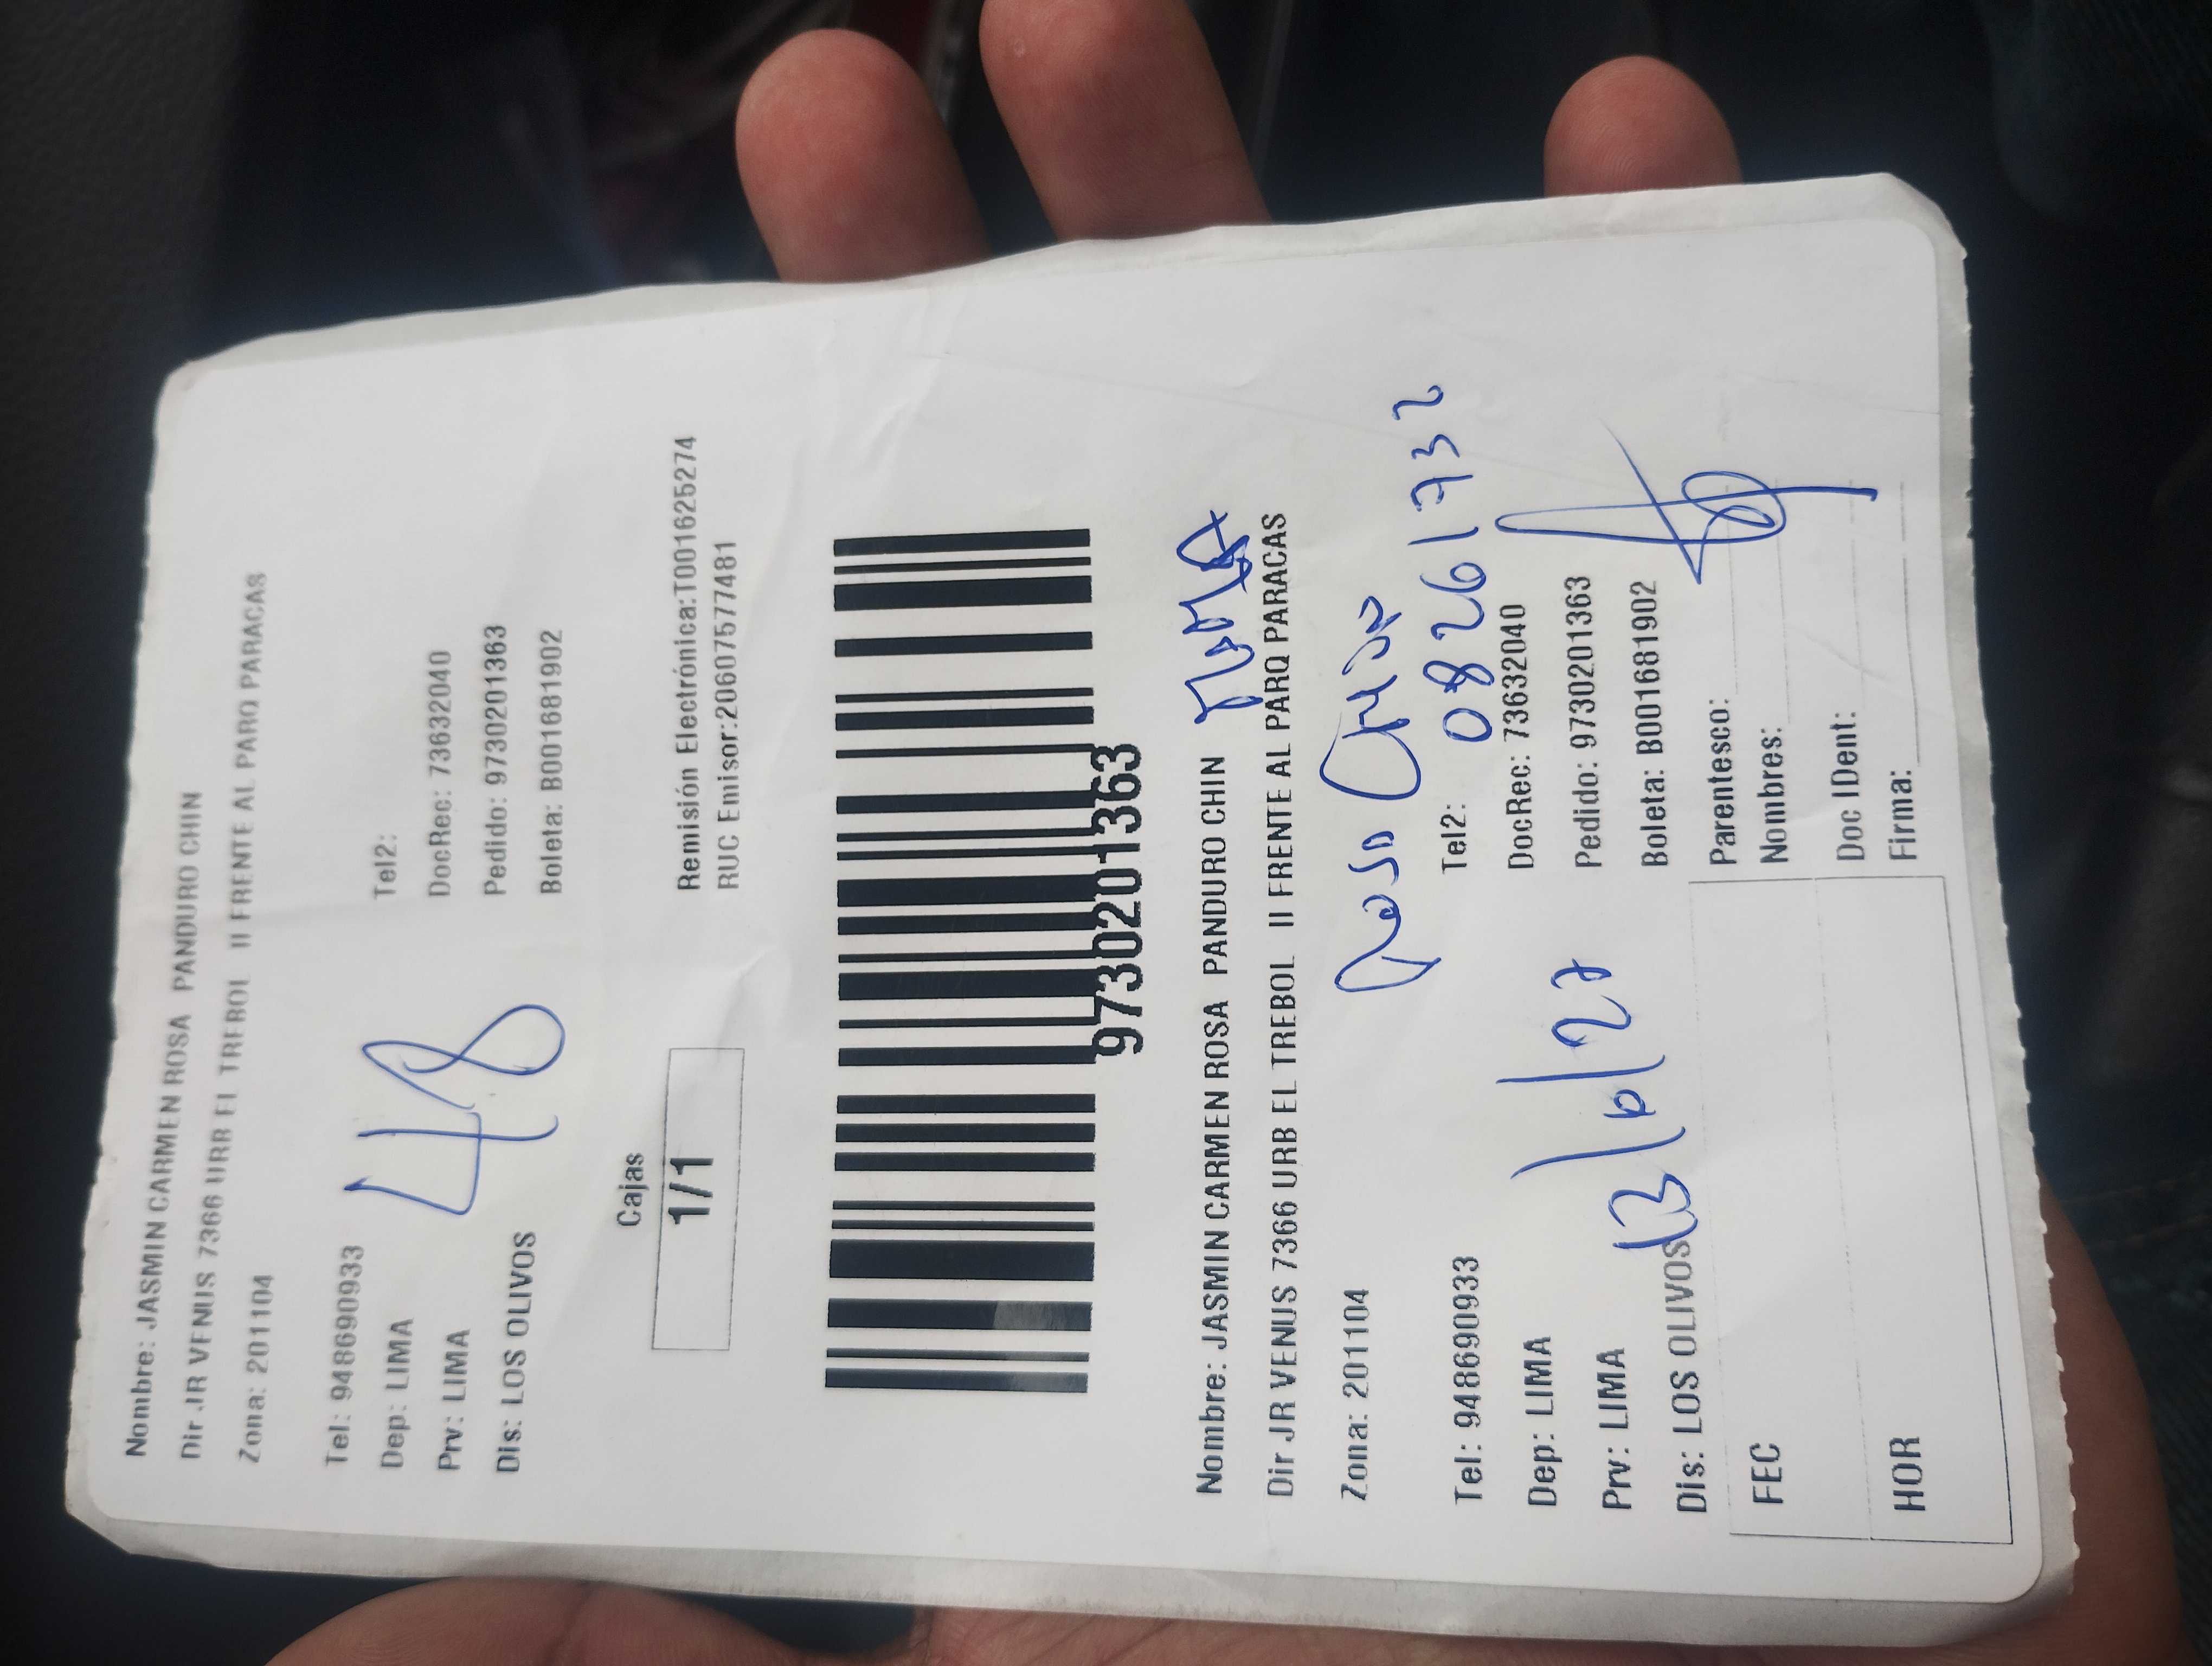 Nombre: JASMIN CARMEN ROSA PANDURO CHIN
Dir JR VENUS 7366 URB EL TREBOL II FRENTE AL PARQ PARACAS
Zona: 201104
Tel: 948690933 Tel2:
Dep: LIMA DocRec: 73632040
Prv: LIMA Pedido: 9730201363
Dis: LOS OLIVOS Boleta: B001681902
48
Cajas
1/1
Remisión Electrónica:T001625274
RUC Emisor:20607577481
9730201363
Nombre: JASMIN CARMEN ROSA PANDURO CHIN
Dir JR VENUS 7366 URB EL TREBOL II FRENTE AL PARQ PARACAS
Zona: 201104
Rosa
08261732
Tel: 948690933 Tel2:
Dep: LIMA DocRec: 73632040
Prv: LIMA Pedido: 9730201363
Dis: LOS OLIVOS Boleta: B001681902
FEC Parentesco:
Nombres:
HOR Doc IDent:
Firma: